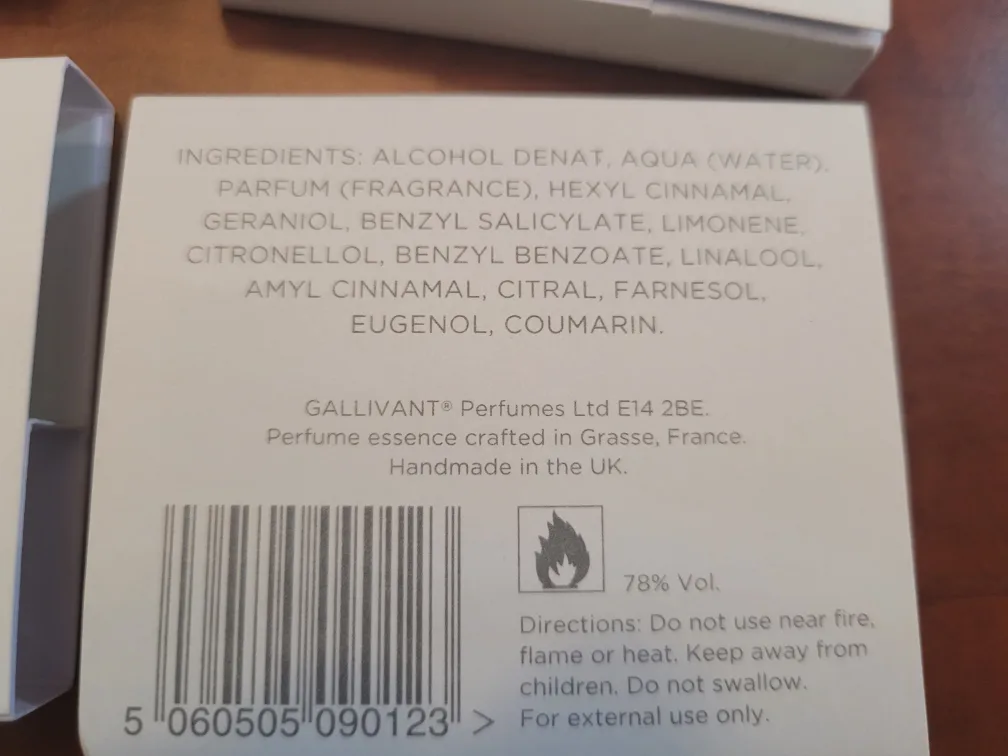 INGREDIENTS: ALCOHOL DENAT, AQUA (WATER),
PARFUM (FRAGRANCE), HEXYL CINNAMAL,
GERANIOL, BENZYL SALICYLATE, LIMONENE,
CITRONELLOL, BENZYL BENZOATE, LINALOOL,
AMYL CINNAMAL, CITRAL, FARNESOL,
EUGENOL, COUMARIN.
GALLIVANT® Perfumes Ltd E14 2BE.
Perfume essence crafted in Grasse, France.
Handmade in the UK.
78% Vol.
Directions: Do not use near fire,
flame or heat. Keep away from
children. Do not swallow.
For external use only.
5 060505 090123 >